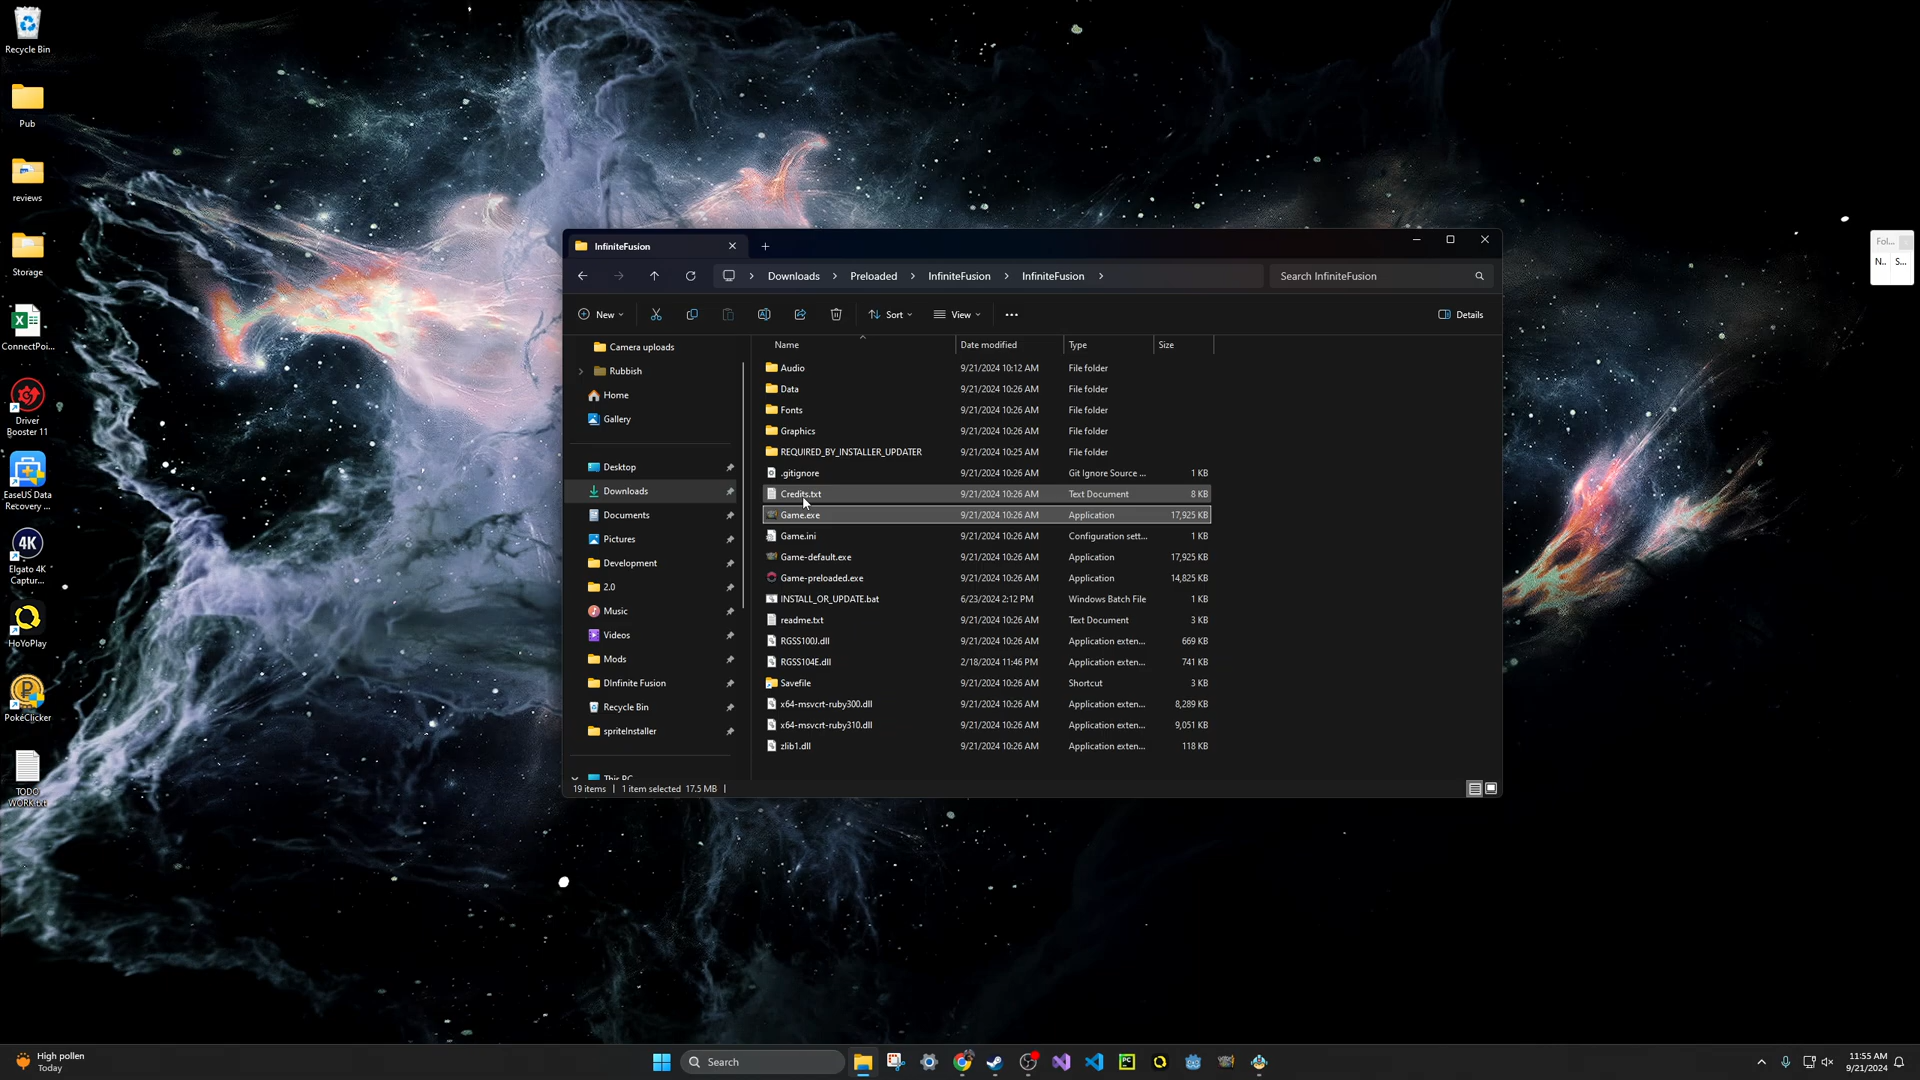 Recycle Bin
Pub
reviews
Storage
ConnectPoi...
Driver
Booster 11
EaseUS Data
Recovery ...
4K
Elgato 4K
Captur...
HoYoPlay
PokéClicker
TODO
WORK.txt
InfiniteFusion
Downloads
Preloaded
InfiniteFusion
InfiniteFusion
Search InfiniteFusion
New
Sort
View
Details
Camera uploads
Rubbish
Home
Gallery
Desktop
Downloads
Documents
Pictures
Development
2.0
Music
Videos
Mods
DInfinite Fusion
Recycle Bin
spriteInstaller
This PC
Name Date modified Type Size
Audio 9/21/2024 10:12 AM File folder
Data 9/21/2024 10:26 AM File folder
Fonts 9/21/2024 10:26 AM File folder
Graphics 9/21/2024 10:26 AM File folder
REQUIRED_BY_INSTALLER_UPDATER 9/21/2024 10:25 AM File folder
.gitignore 9/21/2024 10:26 AM Git Ignore Source ... 1 KB
Credits.txt 9/21/2024 10:26 AM Text Document 8 KB
Game.exe 9/21/2024 10:26 AM Application 17,925 KB
Game.ini 9/21/2024 10:26 AM Configuration sett... 1 KB
Game-default.exe 9/21/2024 10:26 AM Application 17,925 KB
Game-preloaded.exe 9/21/2024 10:26 AM Application 14,825 KB
INSTALL_OR_UPDATE.bat 6/23/2024 2:12 PM Windows Batch File 1 KB
readme.txt 9/21/2024 10:26 AM Text Document 3 KB
RGSS100J.dll 9/21/2024 10:26 AM Application exten... 669 KB
RGSS104E.dll 2/18/2024 11:46 PM Application exten... 741 KB
Savefile 9/21/2024 10:26 AM Shortcut 3 KB
x64-msvcrt-ruby300.dll 9/21/2024 10:26 AM Application exten... 8,289 KB
x64-msvcrt-ruby310.dll 9/21/2024 10:26 AM Application exten... 9,051 KB
zlib1.dll 9/21/2024 10:26 AM Application exten... 118 KB
19 items 1 item selected 17.5 MB
Fol...
N.. S...
High pollen
Today
Search
PC
11:55 AM
9/21/2024